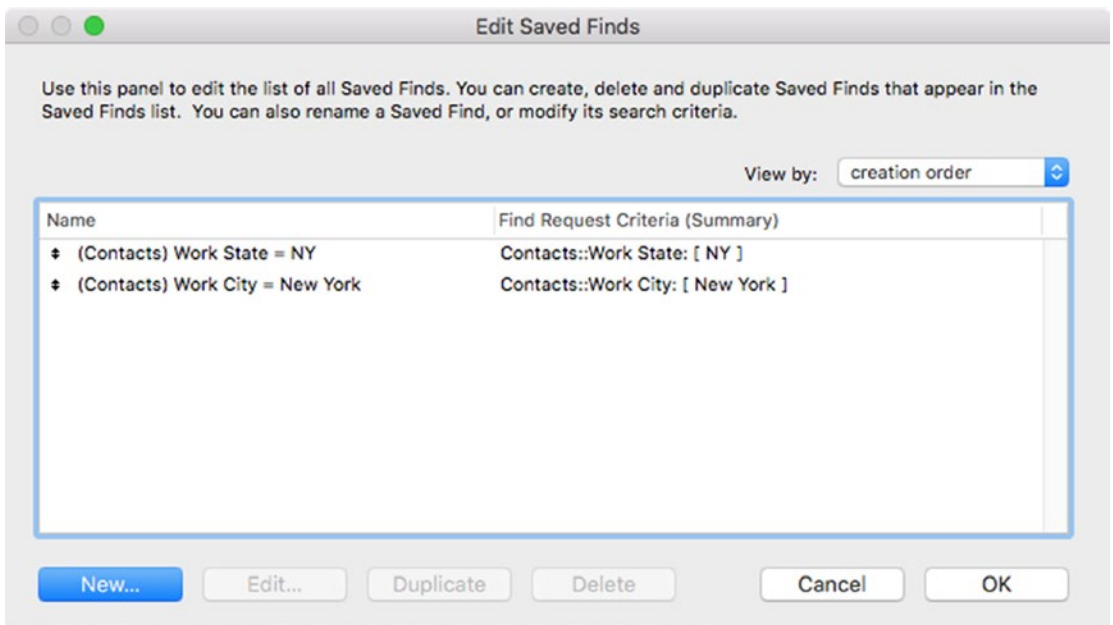 Edit Saved Finds
Use this panel to edit the list of all Saved Finds. You can create, delete and duplicate Saved Finds that appear in the
Saved Finds list. You can also rename a Saved Find, or modify its search criteria.
View by: creation order
Name Find Request Criteria (Summary)
(Contacts) Work State = NY Contacts::Work State: [ NY ]
(Contacts) Work City = New York Contacts::Work City: [ New York ]
New... Edit... Duplicate Delete Cancel OK